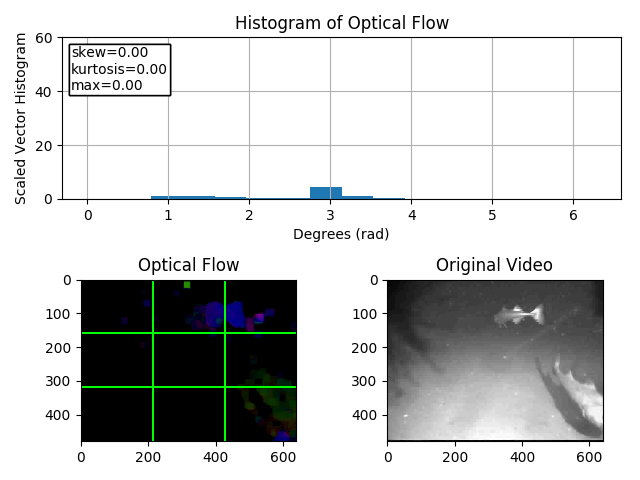 Histogram of Optical Flow
Scaled Vector Histogram
60
40
20
0
skew=0.00
kurtosis=0.00
max=0.00
0 1 2 3 4 5 6
Degrees (rad)
Optical Flow
0
100
200
300
400
0 200 400 600
Original Video
0
100
200
300
400
0 200 400 600